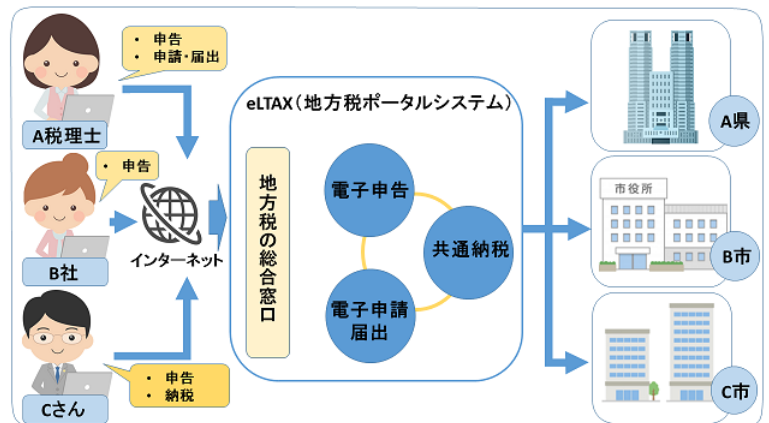 ・ 申告
・ 申請・届出
A税理士
・ 申告
B社
・ 申告
・ 納税
Cさん
インターネット
eLTAX（地方税ポータルシステム）
地方税の総合窓口
電子申告
共通納税
電子申請
届出
A県
市役所
B市
C市